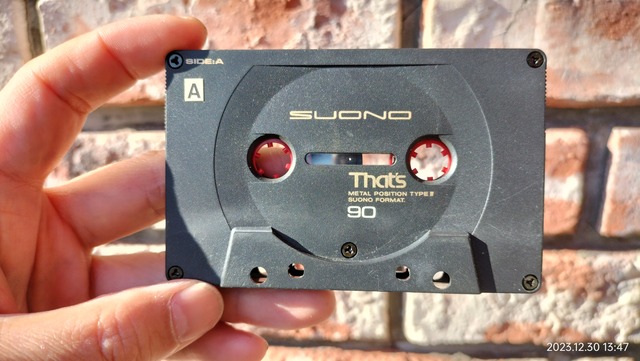 SIDE:A
A
SUONO
That's
METAL POSITION TYPE Ⅳ
SUONO FORMAT.
90
2023.12.30 13:47